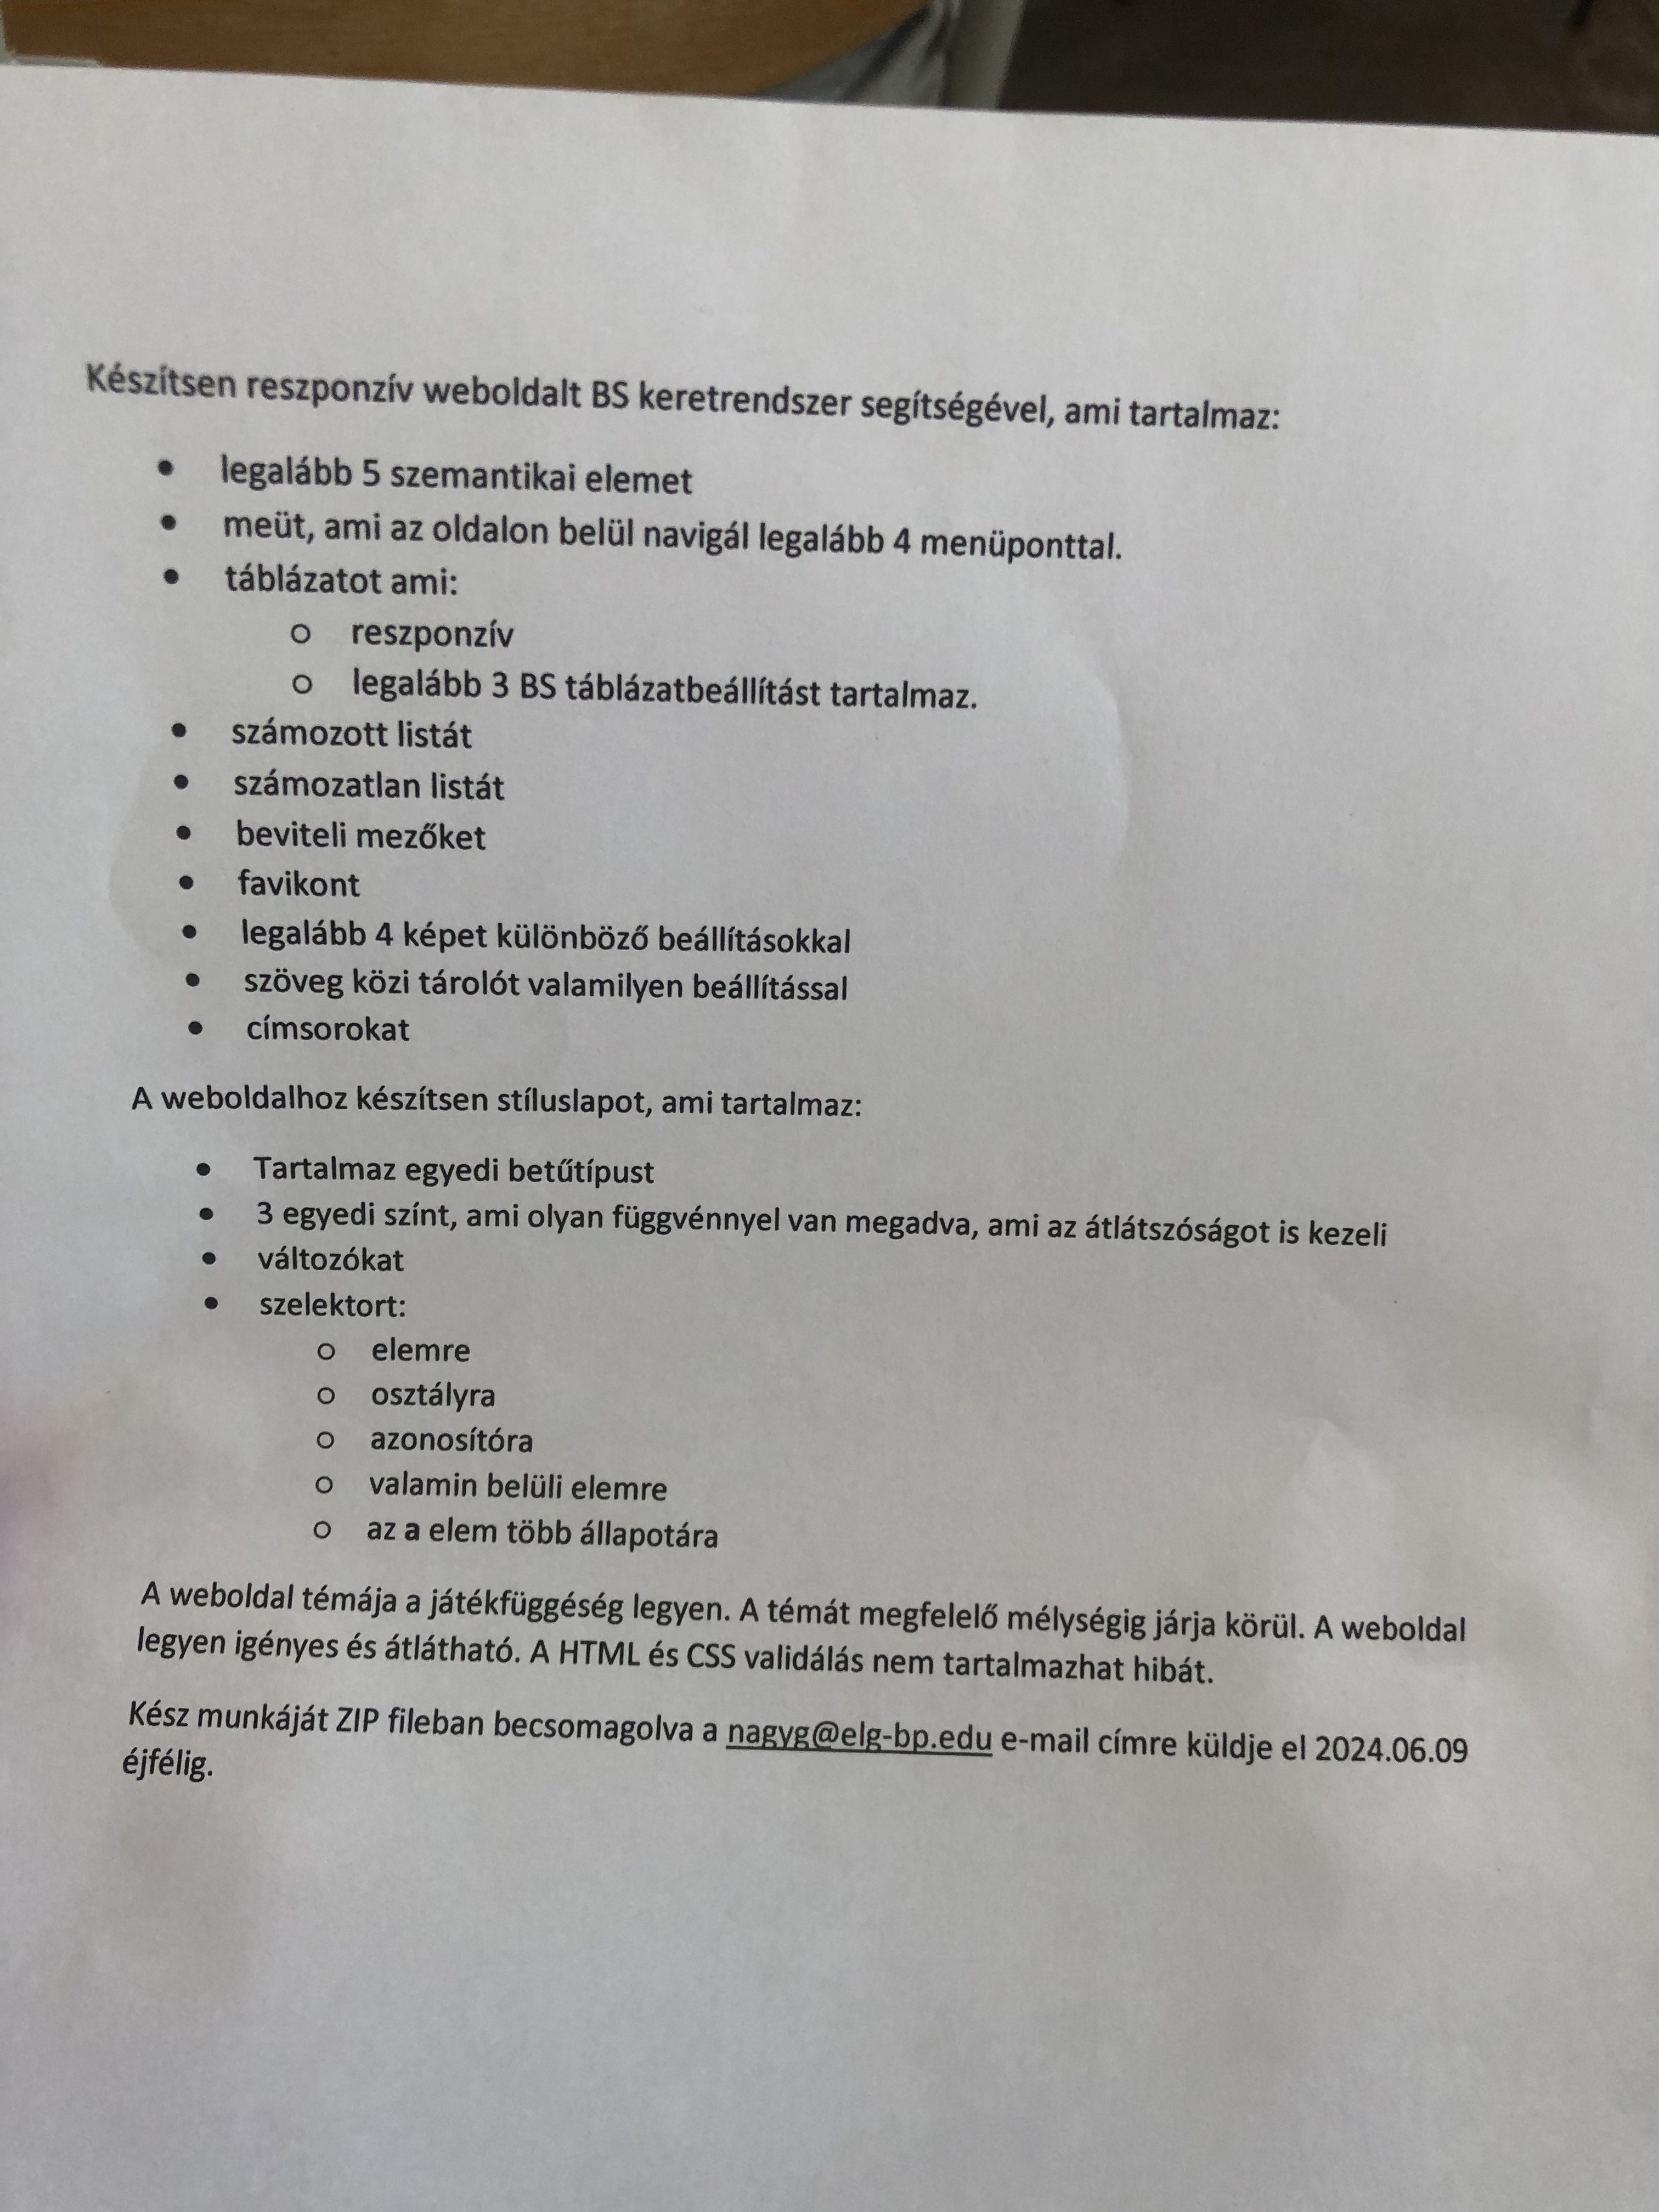 Készítsen reszponzív weboldalt BS keretrendszer segítségével, ami tartalmaz:
• legalább 5 szemantikai elemet
• meüt, ami az oldalon belül navigál legalább 4 menüponttal.
• táblázatot ami:
o reszponzív
o legalább 3 BS táblázatbeállítást tartalmaz.
• számozott listát
• számozatlan listát
• beviteli mezőket
• favikont
• legalább 4 képet különböző beállításokkal
• szöveg közi tárolót valamilyen beállítással
• címsorokat
A weboldalhoz készítsen stíluslapot, ami tartalmaz:
• Tartalmaz egyedi betűtípust
• 3 egyedi színt, ami olyan függvénnyel van megadva, ami az átlátszóságot is kezeli
• változókat
• szelektort:
o elemre
o osztályra
o azonosítóra
o valamin belüli elemre
o az a elem több állapotára
A weboldal témája a játékfüggéség legyen. A témát megfelelő mélységig járja körül. A weboldal
legyen igényes és átlátható. A HTML és CSS validálás nem tartalmazhat hibát.
Kész munkáját ZIP fileban becsomagolva a nagyg@elg-bp.edu e-mail címre küldje el 2024.06.09
éjfélig.